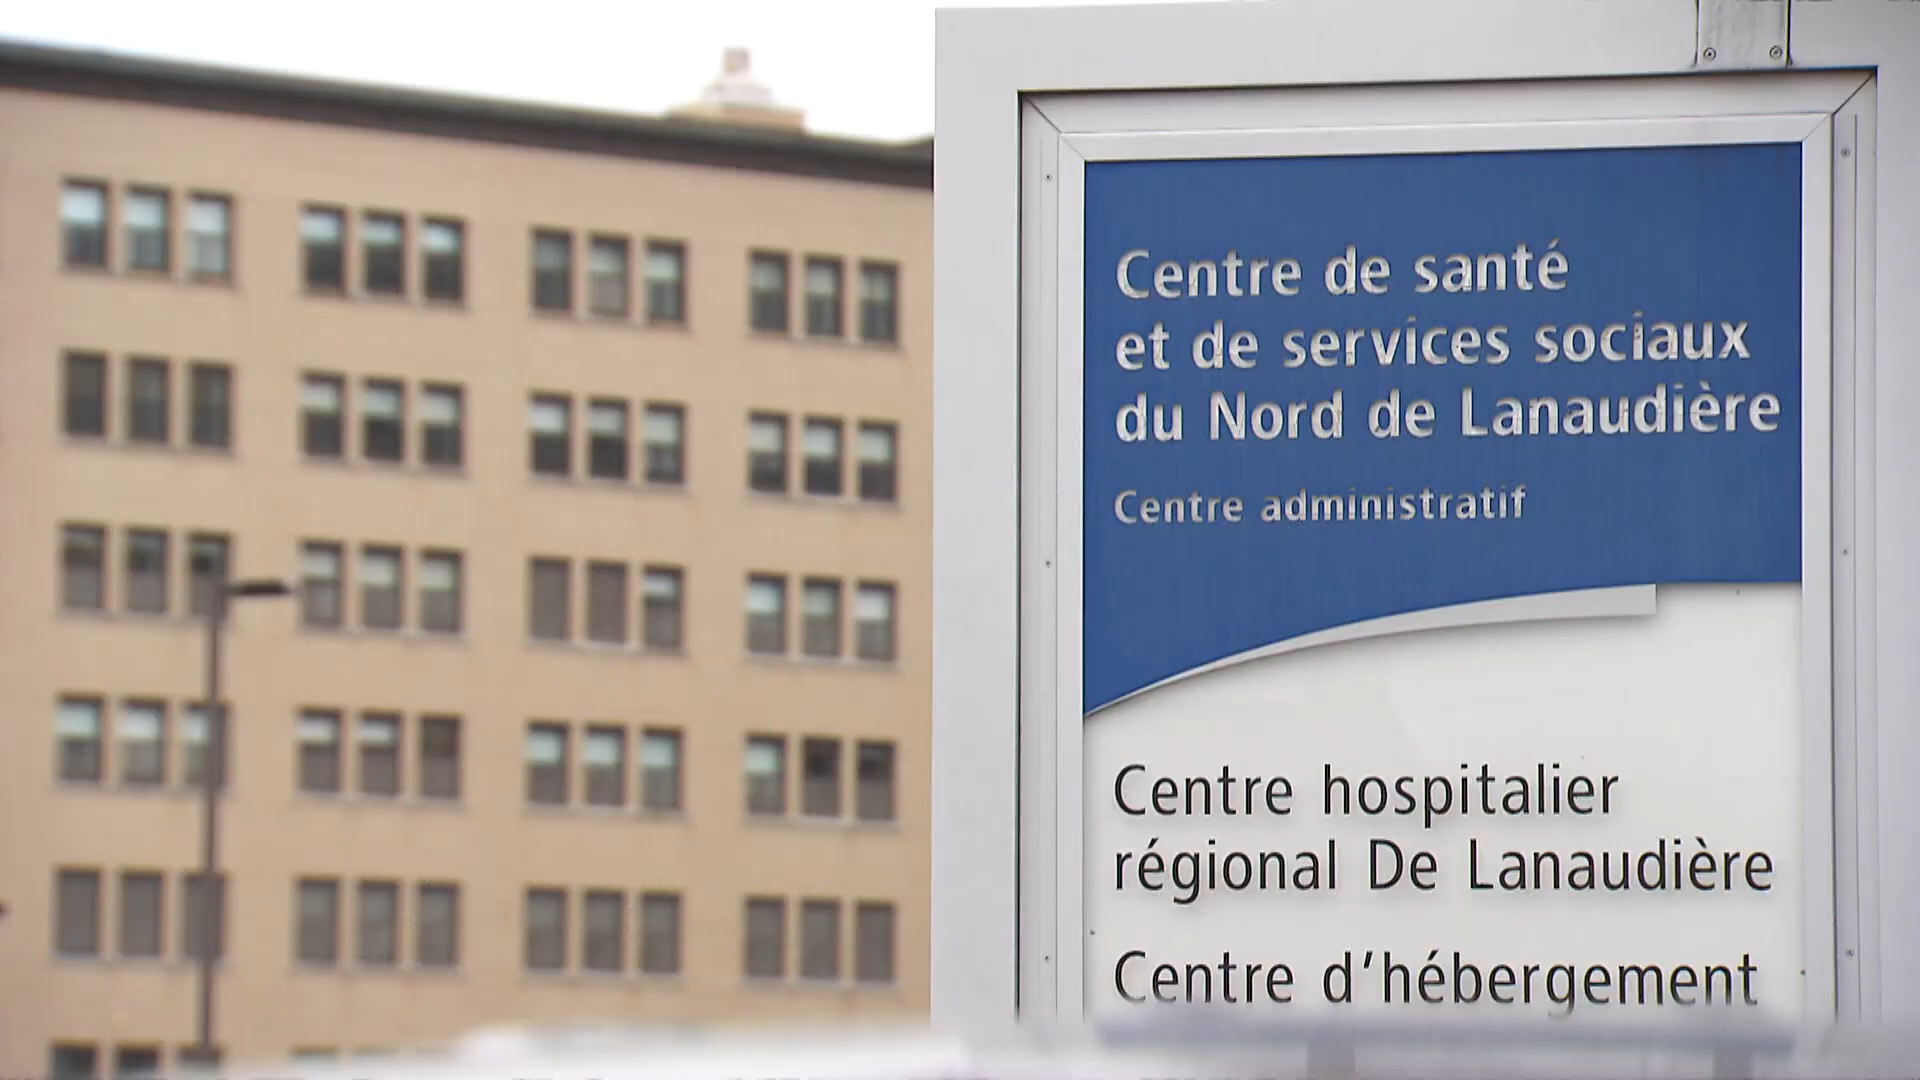 Centre de santé
et de services sociaux
du Nord de Lanaudière
Centre administratif
Centre hospitalier
régional De Lanaudière
Centre d'hébergement